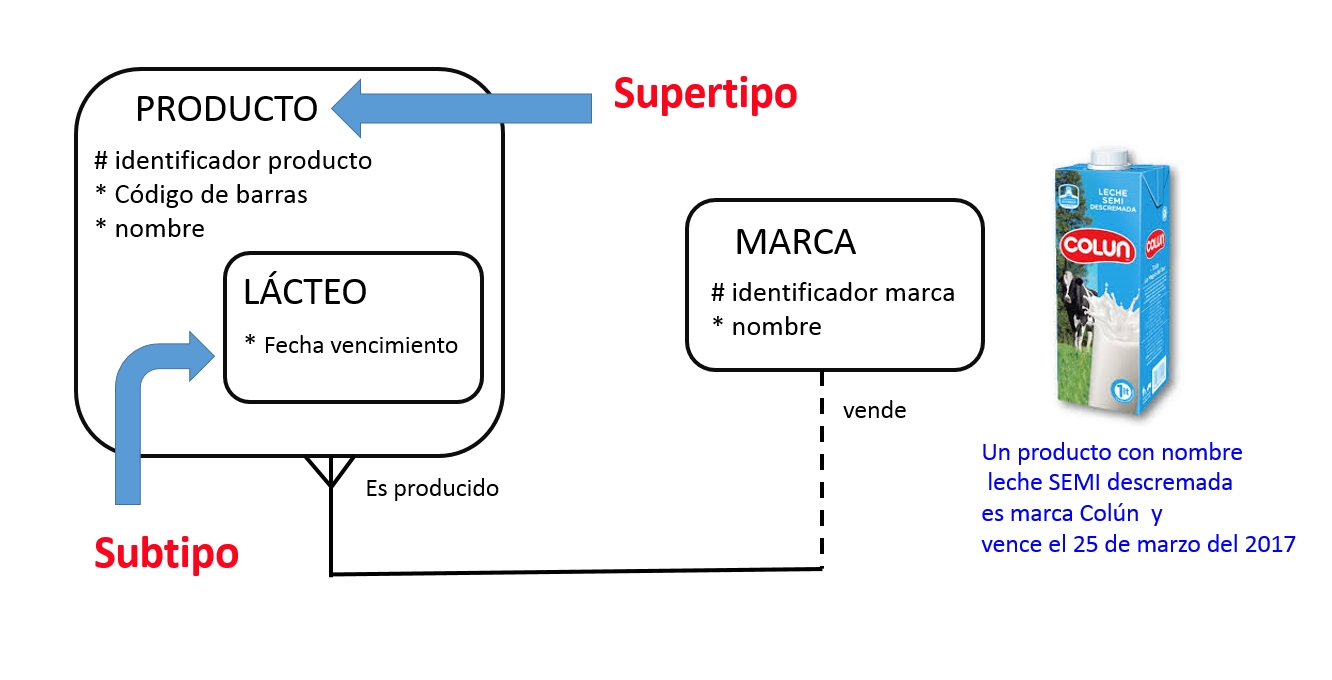 Supertipo
PRODUCTO
# identificador producto
* Código de barras
* nombre
LÁCTEO
* Fecha vencimiento
Subtipo
Es producido
MARCA
# identificador marca
* nombre
vende
LECHE
SEMI
DESCREMADA
COLUN
COLUN
1lt
Un producto con nombre
leche SEMI descremada
es marca Colún y
vence el 25 de marzo del 2017